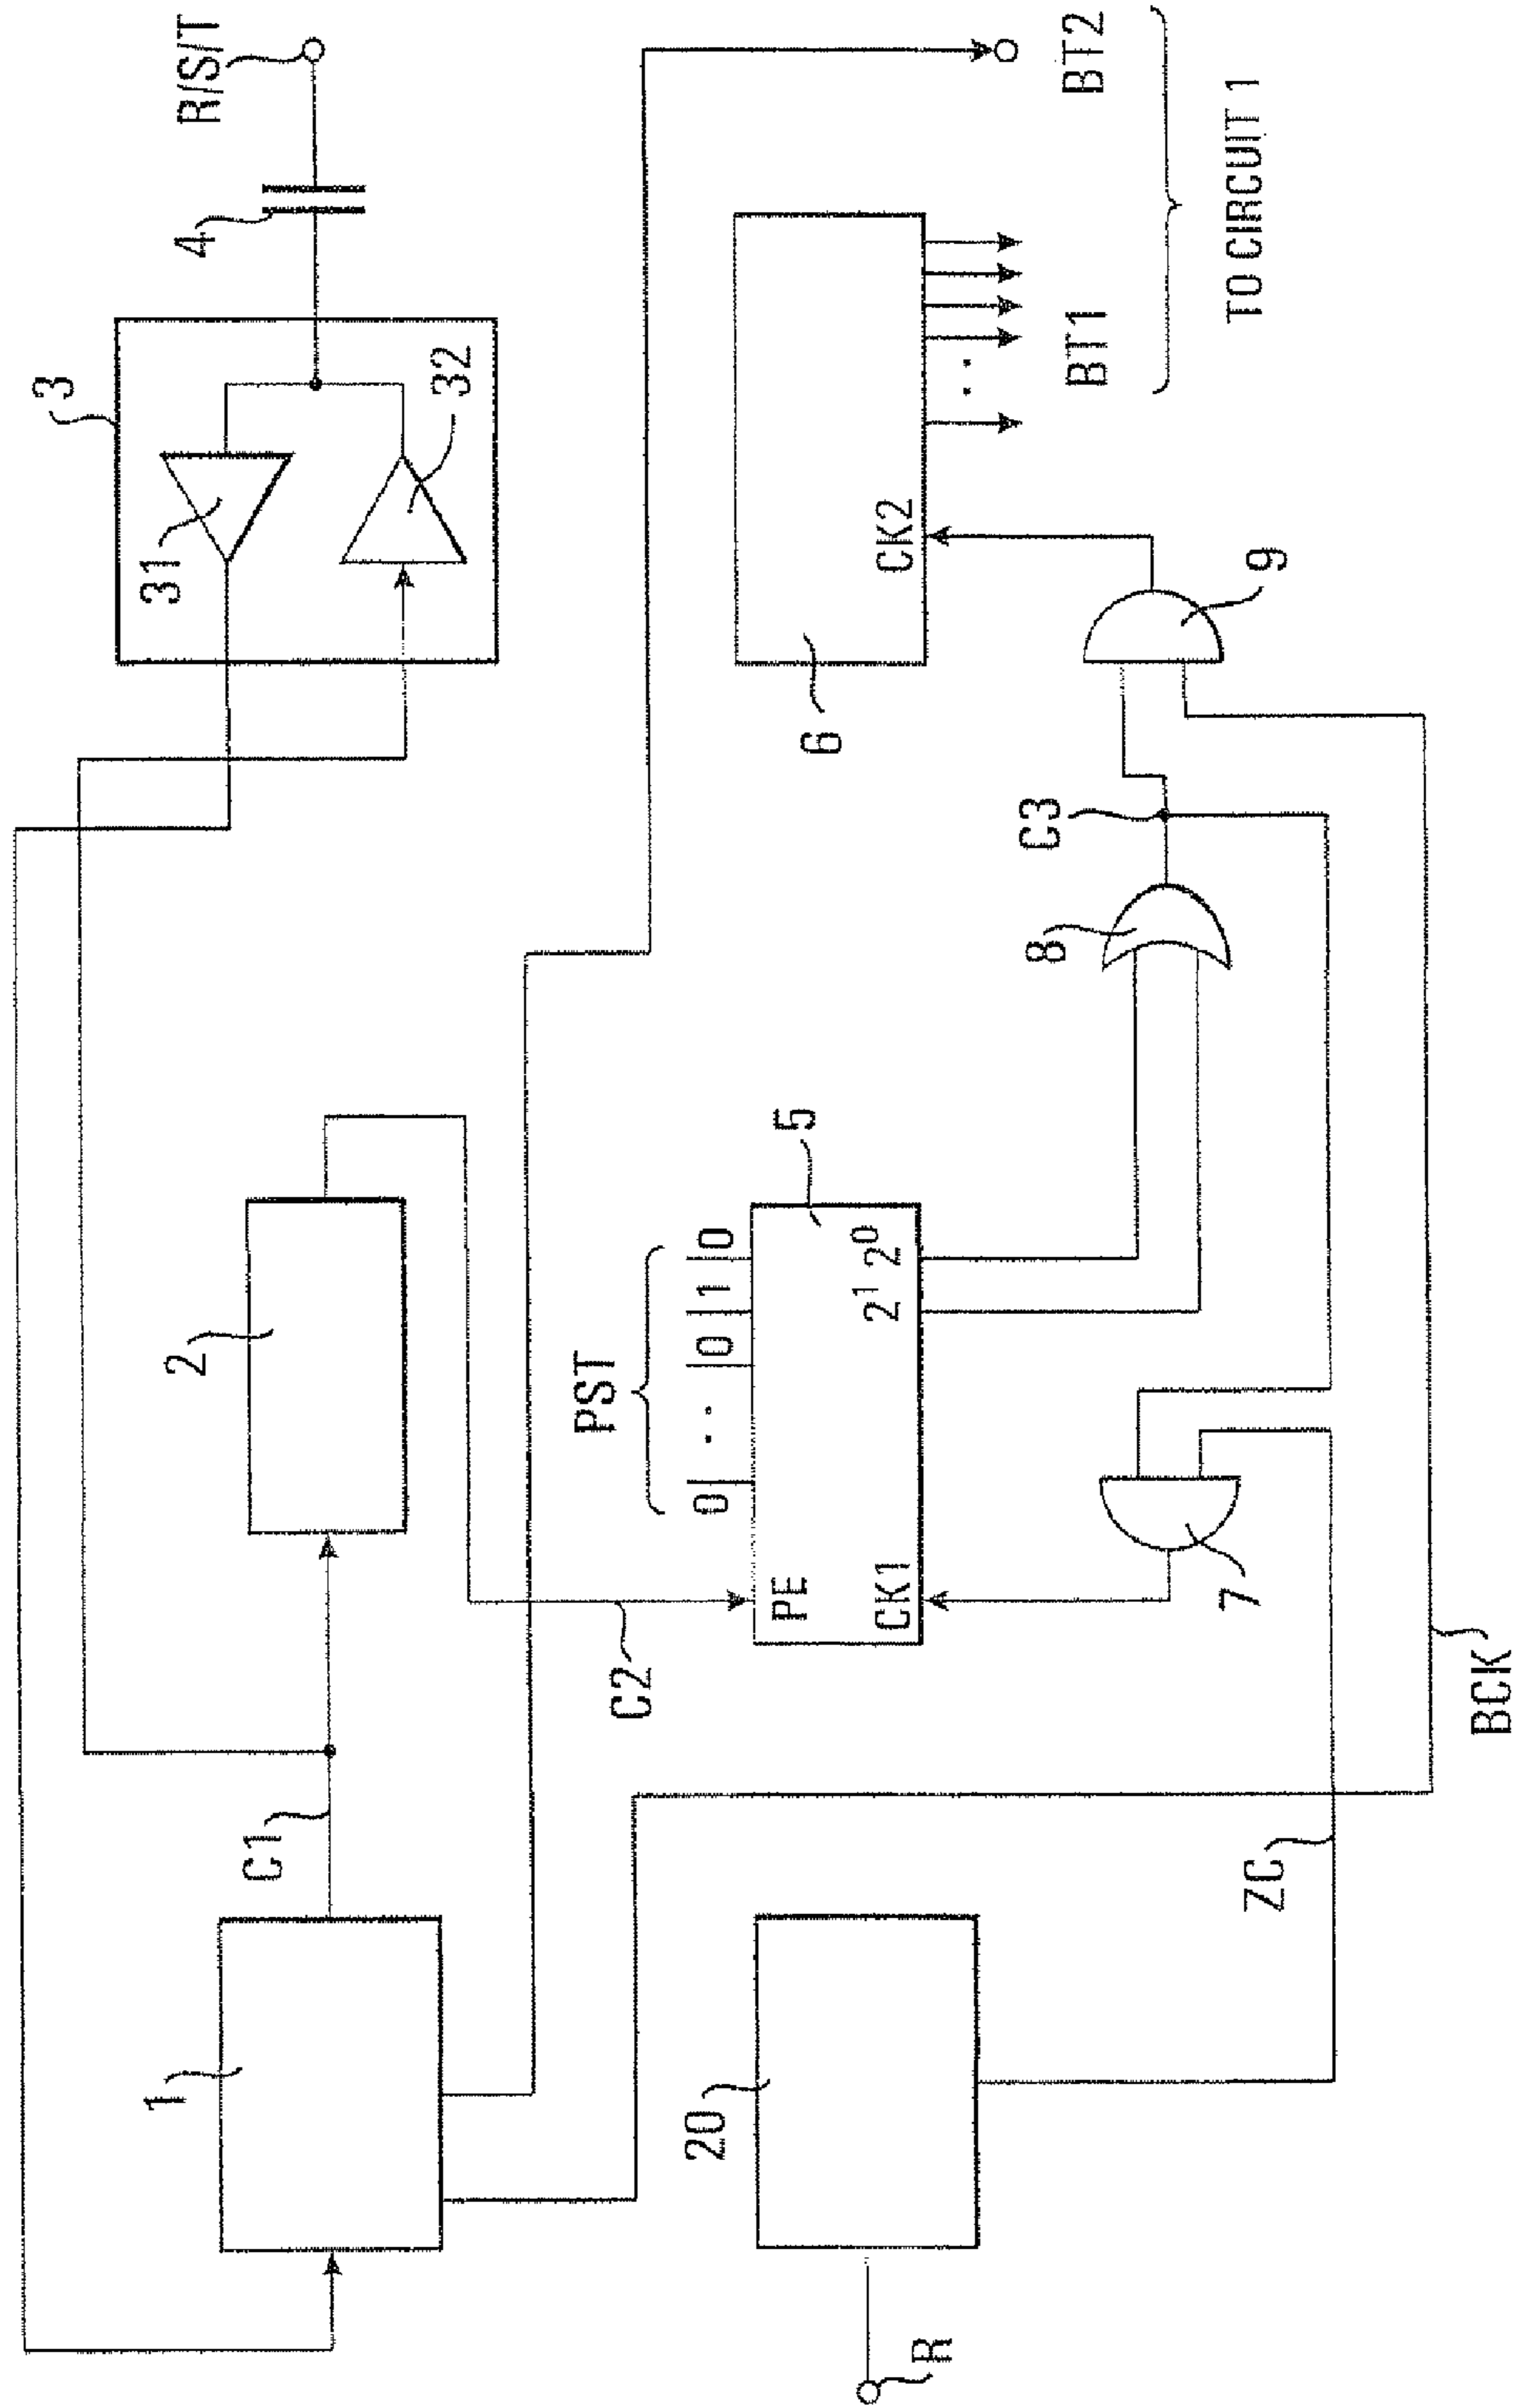 R/S/T
4
3
31
32
C1
2
1
C2
PST
0 . . 0 1 0
PE
5
CK1
2¹ 2⁰
6
CK2
BT1
BT2
TO CIRCUIT 1
20
R
ZC
7
8
C3
9
BCK